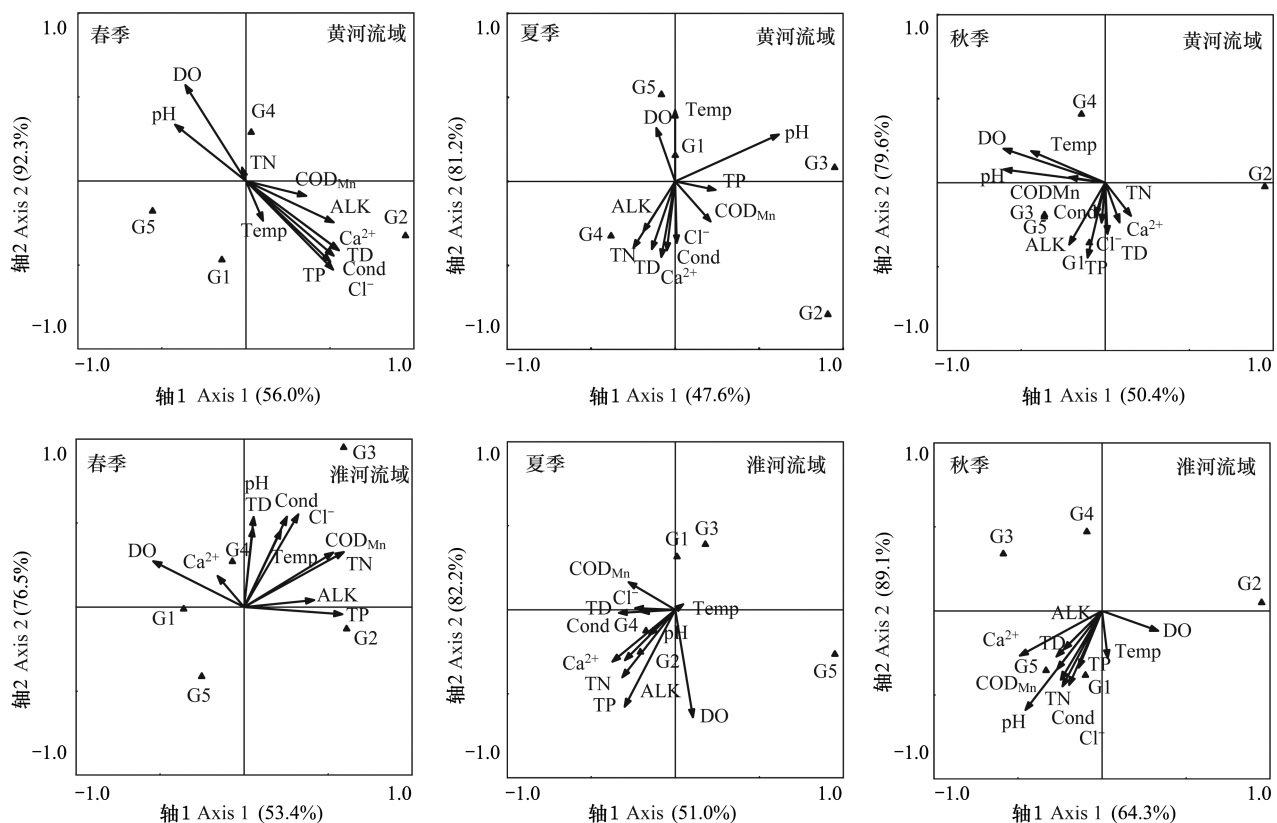 1.0
春季
黄河流域
DO
pH
G4
TN
COD_Mn
ALK
G2
Ca²⁺
TD
Cond
Cl⁻
TP
Temp
G5
G1
轴2 Axis 2 (92.3%)
−1.0
−1.0
1.0
轴1 Axis 1 (56.0%)
1.0
夏季
黄河流域
G5
Temp
DO
pH
G1
G3
TP
COD_Mn
ALK
G4
TN
TD
Cl⁻
Cond
Ca²⁺
G2
轴2 Axis 2 (81.2%)
−1.0
−1.0
1.0
轴1 Axis 1 (47.6%)
1.0
秋季
黄河流域
G4
DO
Temp
pH
G2
CODMn
TN
G3
Cond
G5
Ca²⁺
ALK
Cl⁻
TD
G1
TP
轴2 Axis 2 (79.6%)
−1.0
−1.0
1.0
轴1 Axis 1 (50.4%)
1.0
春季
G3
淮河流域
pH
TD
Cond
Cl⁻
DO
Ca²⁺
G4
Temp
COD_Mn
TN
ALK
G1
TP
G2
G5
轴2 Axis 2 (76.5%)
−1.0
−1.0
1.0
轴1 Axis 1 (53.4%)
1.0
夏季
淮河流域
G1
G3
COD_Mn
Cl⁻
TD
Temp
Cond
G4
pH
Ca²⁺
G2
G5
TN
ALK
TP
DO
轴2 Axis 2 (82.2%)
−1.0
−1.0
1.0
轴1 Axis 1 (51.0%)
1.0
秋季
淮河流域
G4
G3
G2
ALK
Ca²⁺
TD
DO
Temp
G5
TP
COD_Mn
G1
TN
pH
Cond
Cl⁻
轴2 Axis 2 (89.1%)
−1.0
−1.0
1.0
轴1 Axis 1 (64.3%)